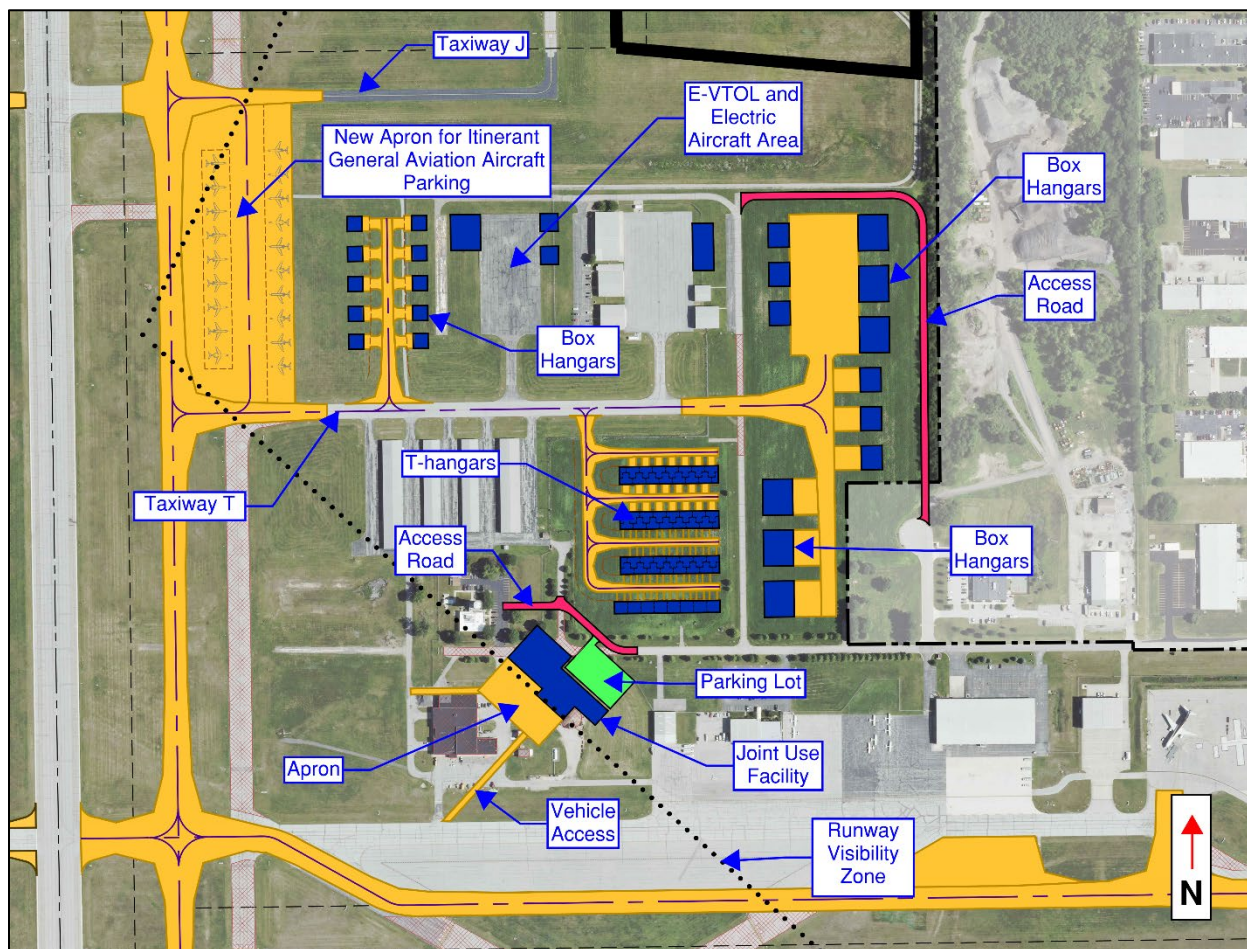 Taxiway J
E-VTOL and
Electric
Aircraft Area
New Apron for Itinerant
General Aviation Aircraft
Parking
Box
Hangars
Access
Road
Box
Hangars
T-hangars
Taxiway T
Access
Road
Box
Hangars
Parking Lot
Apron
Joint Use
Facility
Vehicle
Access
Runway
Visibility
Zone
N